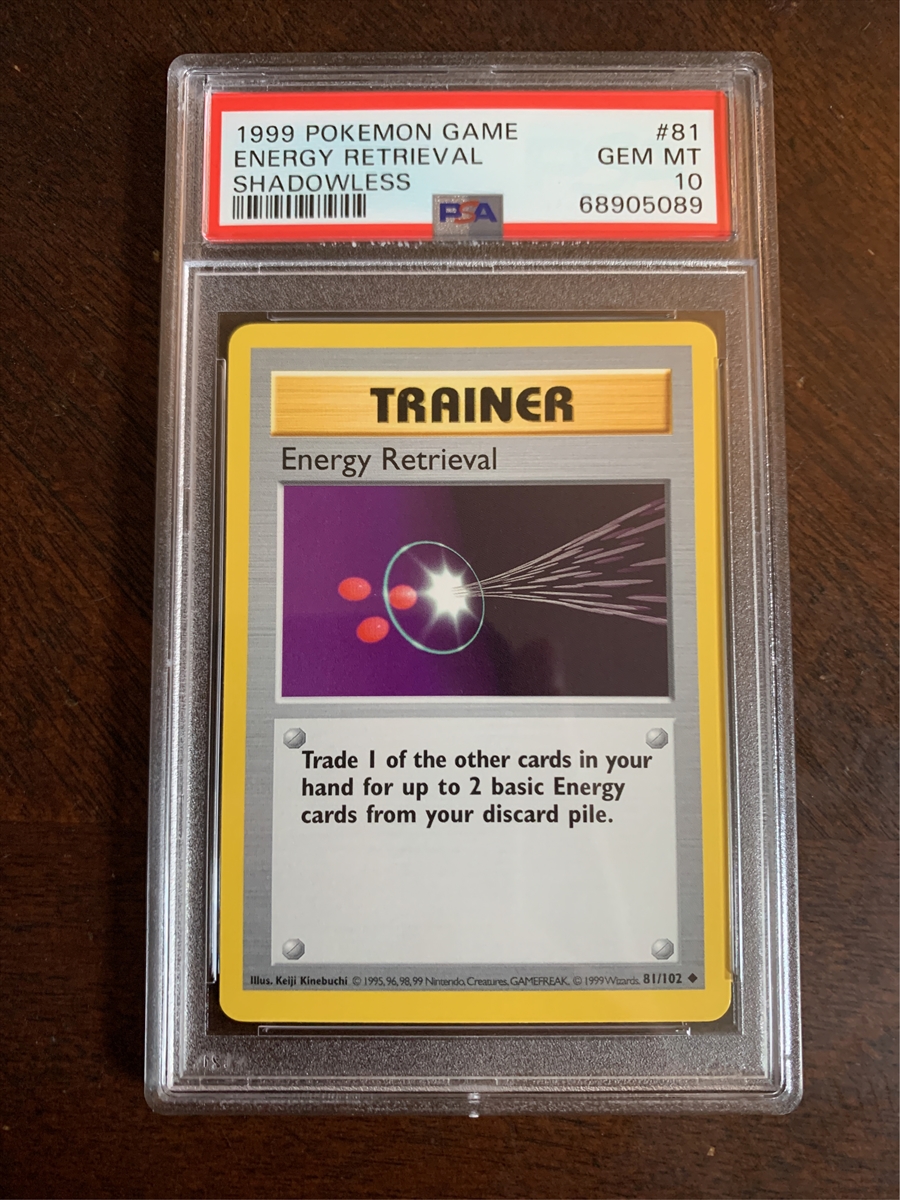 1999 POKEMON GAME #81
ENERGY RETRIEVAL GEM MT
SHADOWLESS 10
PSA 68905089
TRAINER
Energy Retrieval
Trade 1 of the other cards in your
hand for up to 2 basic Energy
cards from your discard pile.
Illus. Keiji Kinebuchi © 1995, 96, 98, 99 Nintendo, Creatures, GAMEFREAK. © 1999 Wizards. 81/102 ◆